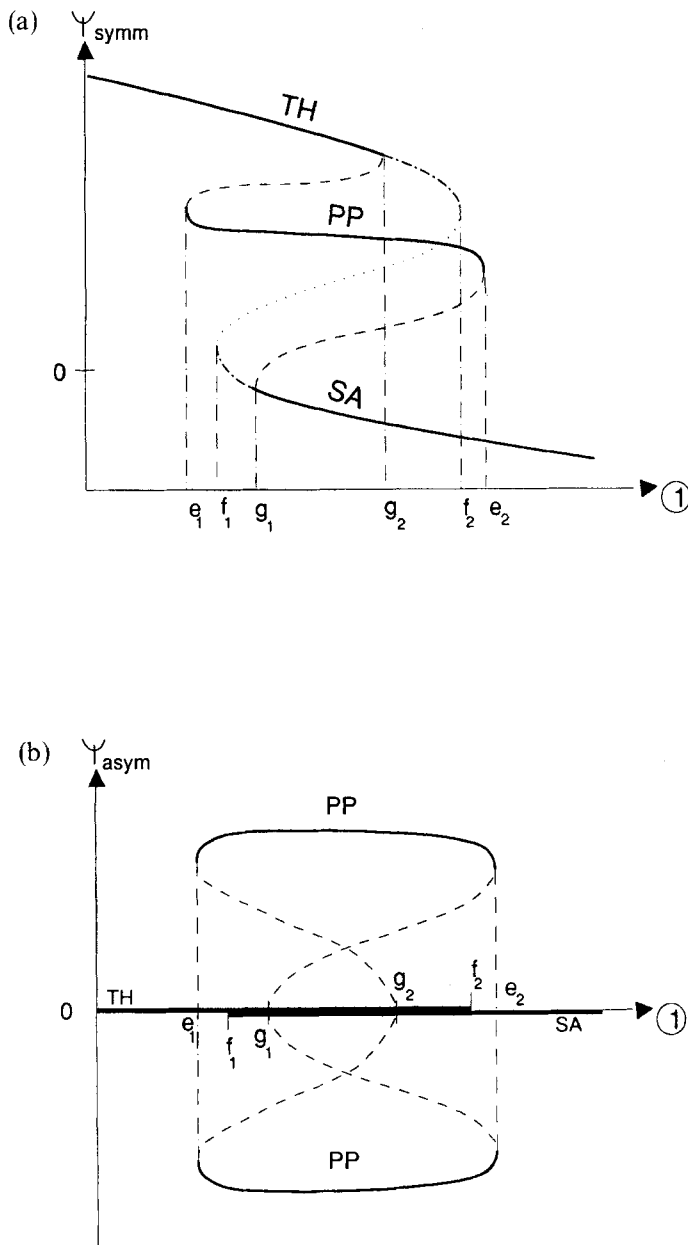 (a)
Ψsymm
TH
PP
0
SA
e₁ f₁ g₁ g₂ f₂ e₂ ①
(b)
Ψasym
PP
g₂ f₂ e₂
TH
0 ①
e₁ f₁ g₁ SA
PP